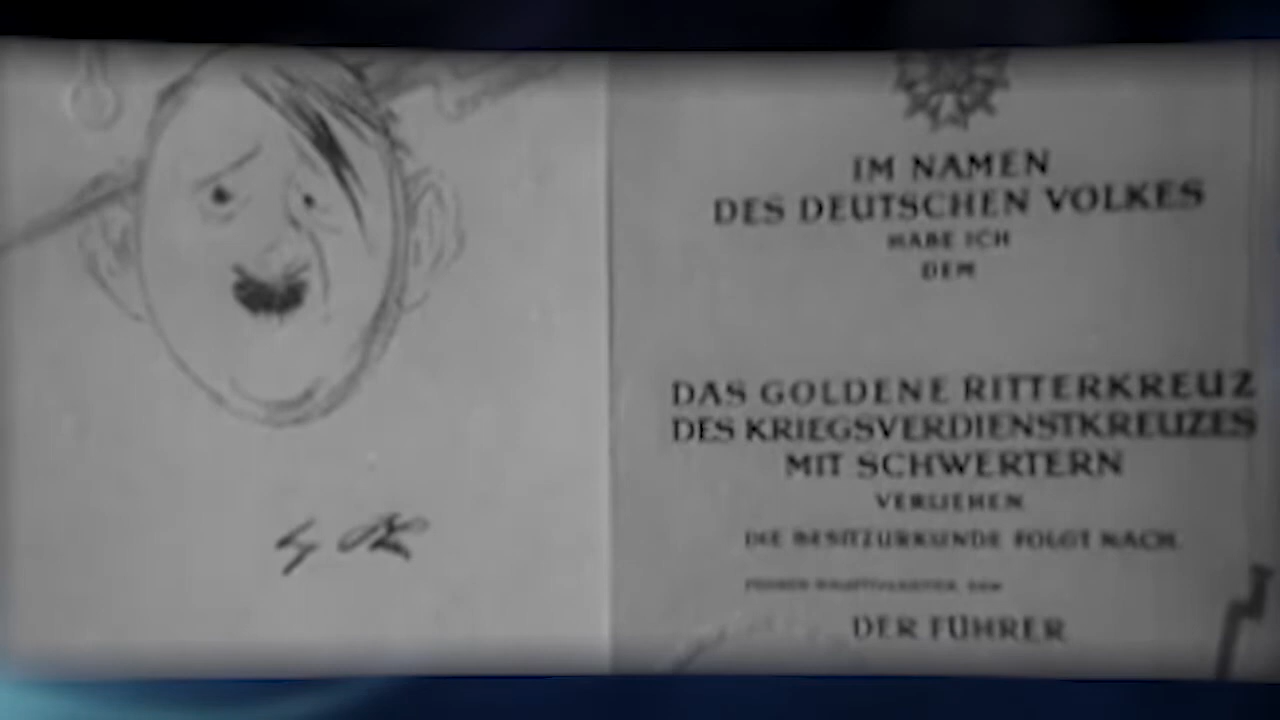 IM NAMEN
DES DEUTSCHEN VOLKES
HABE ICH
DEM
DAS GOLDENE RITTERKREUZ
DES KRIEGSVERDIENSTKREUZES
MIT SCHWERTERN
VERLIEHEN
DIE BESITZURKUNDE FOLGT NACH.
DER FÜHRER